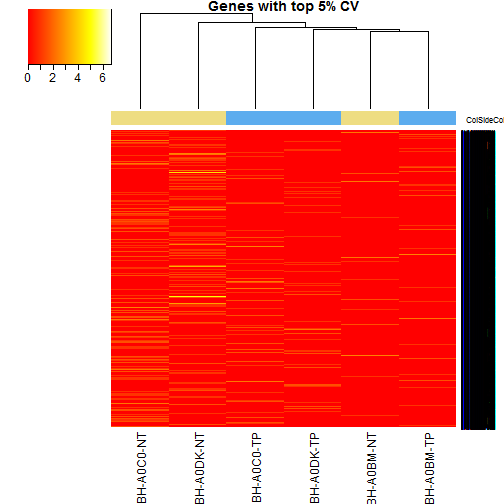 Genes with top 5% CV
0 2 4 6
ColSideCol
BH-A0C0-NT
BH-A0DK-NT
BH-A0C0-TP
BH-A0DK-TP
BH-A0BM-NT
BH-A0BM-TP